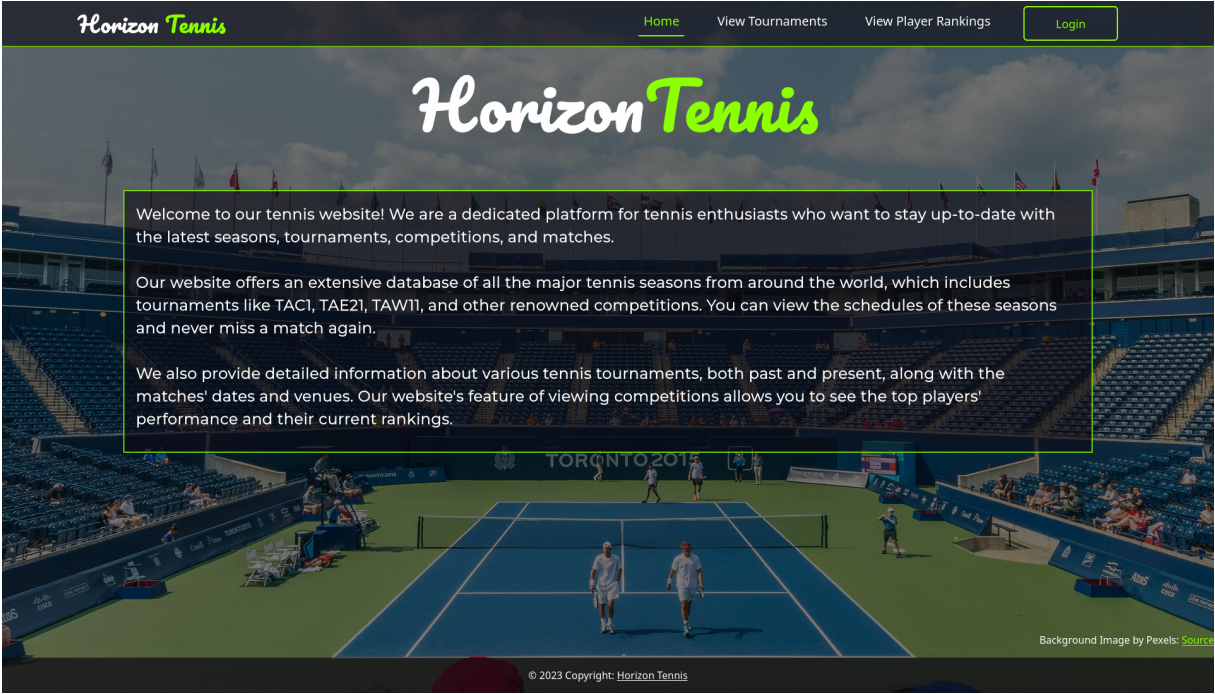 Horizon Tennis
Home
View Tournaments
View Player Rankings
Login
Horizon Tennis
Welcome to our tennis website! We are a dedicated platform for tennis enthusiasts who want to stay up-to-date with
the latest seasons, tournaments, competitions, and matches.
Our website offers an extensive database of all the major tennis seasons from around the world, which includes
tournaments like TAC1, TAE21, TAW11, and other renowned competitions. You can view the schedules of these seasons
and never miss a match again.
We also provide detailed information about various tennis tournaments, both past and present, along with the
matches' dates and venues. Our website's feature of viewing competitions allows you to see the top players'
performance and their current rankings.
TORONTO 2015
TORONTO2015
Atos
CISCO
Atos
CISCO
Background Image by Pexels: Source
© 2023 Copyright: Horizon Tennis